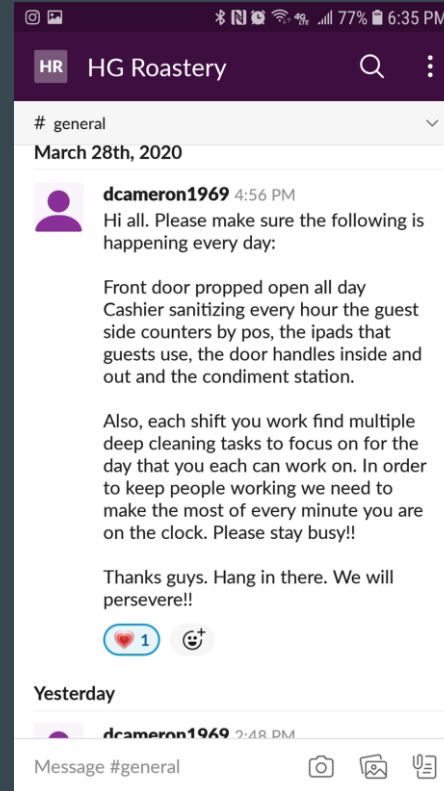 77% 6:35 PM
HR HG Roastery
# general
March 28th, 2020
dcameron1969 4:56 PM
Hi all. Please make sure the following is
happening every day:
Front door propped open all day
Cashier sanitizing every hour the guest
side counters by pos, the ipads that
guests use, the door handles inside and
out and the condiment station.
Also, each shift you work find multiple
deep cleaning tasks to focus on for the
day that you each can work on. In order
to keep people working we need to
make the most of every minute you are
on the clock. Please stay busy!!
Thanks guys. Hang in there. We will
persevere!!
1
Yesterday
dcameron1969 2:48 PM
Message #general